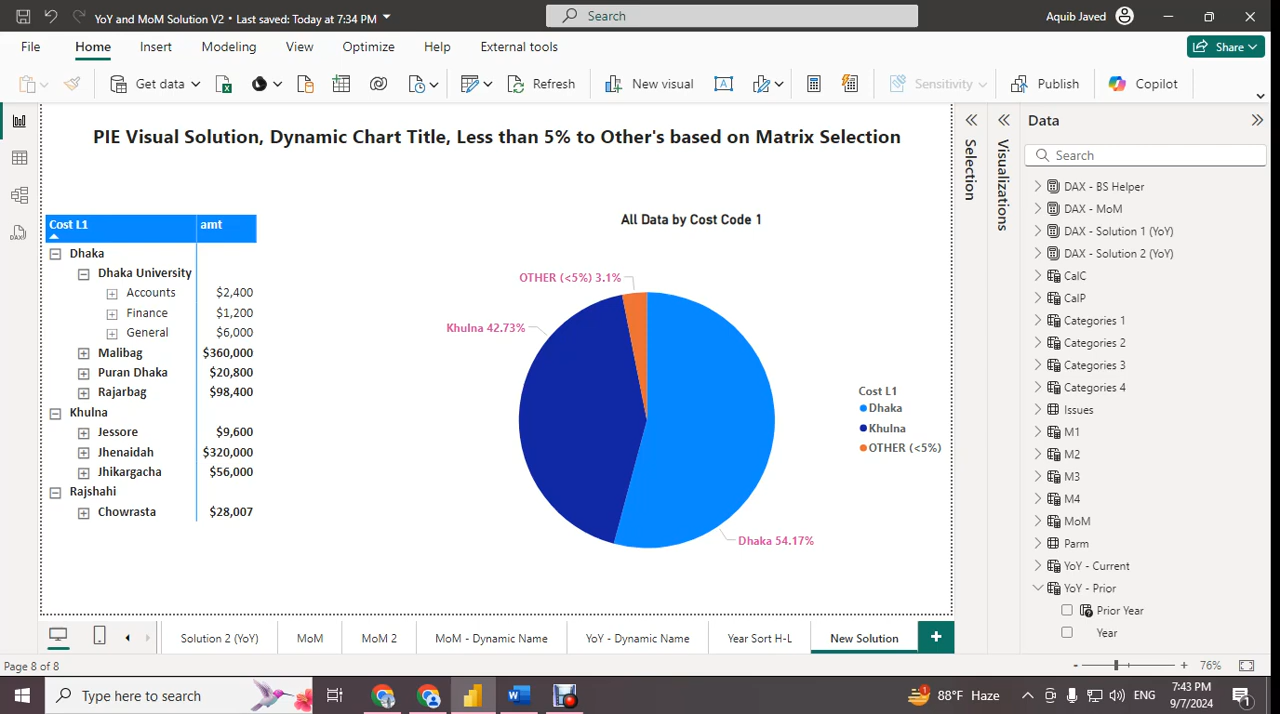 YoY and MoM Solution V2 • Last saved: Today at 7:34 PM
Search
Aquib Javed
File Home Insert Modeling View Optimize Help External tools
Share
Get data
Refresh
New visual
Sensitivity
Publish
Copilot
PIE Visual Solution, Dynamic Chart Title, Less than 5% to Other's based on Matrix Selection
Cost L1 amt
Dhaka
Dhaka University
Accounts $2,400
Finance $1,200
General $6,000
Malibag $360,000
Puran Dhaka $20,800
Rajarbag $98,400
Khulna
Jessore $9,600
Jhenaidah $320,000
Jhikargacha $56,000
Rajshahi
Chowrasta $28,007
All Data by Cost Code 1
OTHER (<5%) 3.1%
Khulna 42.73%
Dhaka 54.17%
Cost L1
Dhaka
Khulna
OTHER (<5%)
Selection
Visualizations
Data
Search
DAX - BS Helper
DAX - MoM
DAX - Solution 1 (YoY)
DAX - Solution 2 (YoY)
CalC
CalP
Categories 1
Categories 2
Categories 3
Categories 4
Issues
M1
M2
M3
M4
MoM
Parm
YoY - Current
YoY - Prior
Prior Year
Year
Solution 2 (YoY) MoM MoM 2 MoM - Dynamic Name YoY - Dynamic Name Year Sort H-L New Solution
Page 8 of 8
76%
Type here to search
88°F Haze
ENG
7:43 PM
9/7/2024